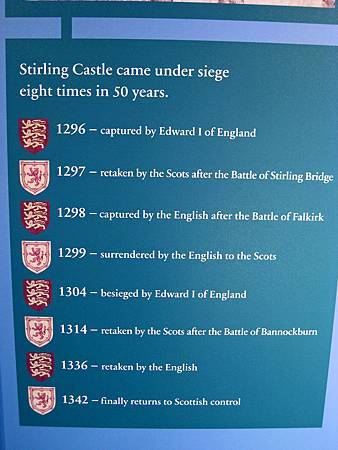 Stirling Castle came under siege
eight times in 50 years.
1296 – captured by Edward I of England
1297 – retaken by the Scots after the Battle of Stirling Bridge
1298 – captured by the English after the Battle of Falkirk
1299 – surrendered by the English to the Scots
1304 – besieged by Edward I of England
1314 – retaken by the Scots after the Battle of Bannockburn
1336 – retaken by the English
1342 – finally returns to Scottish control